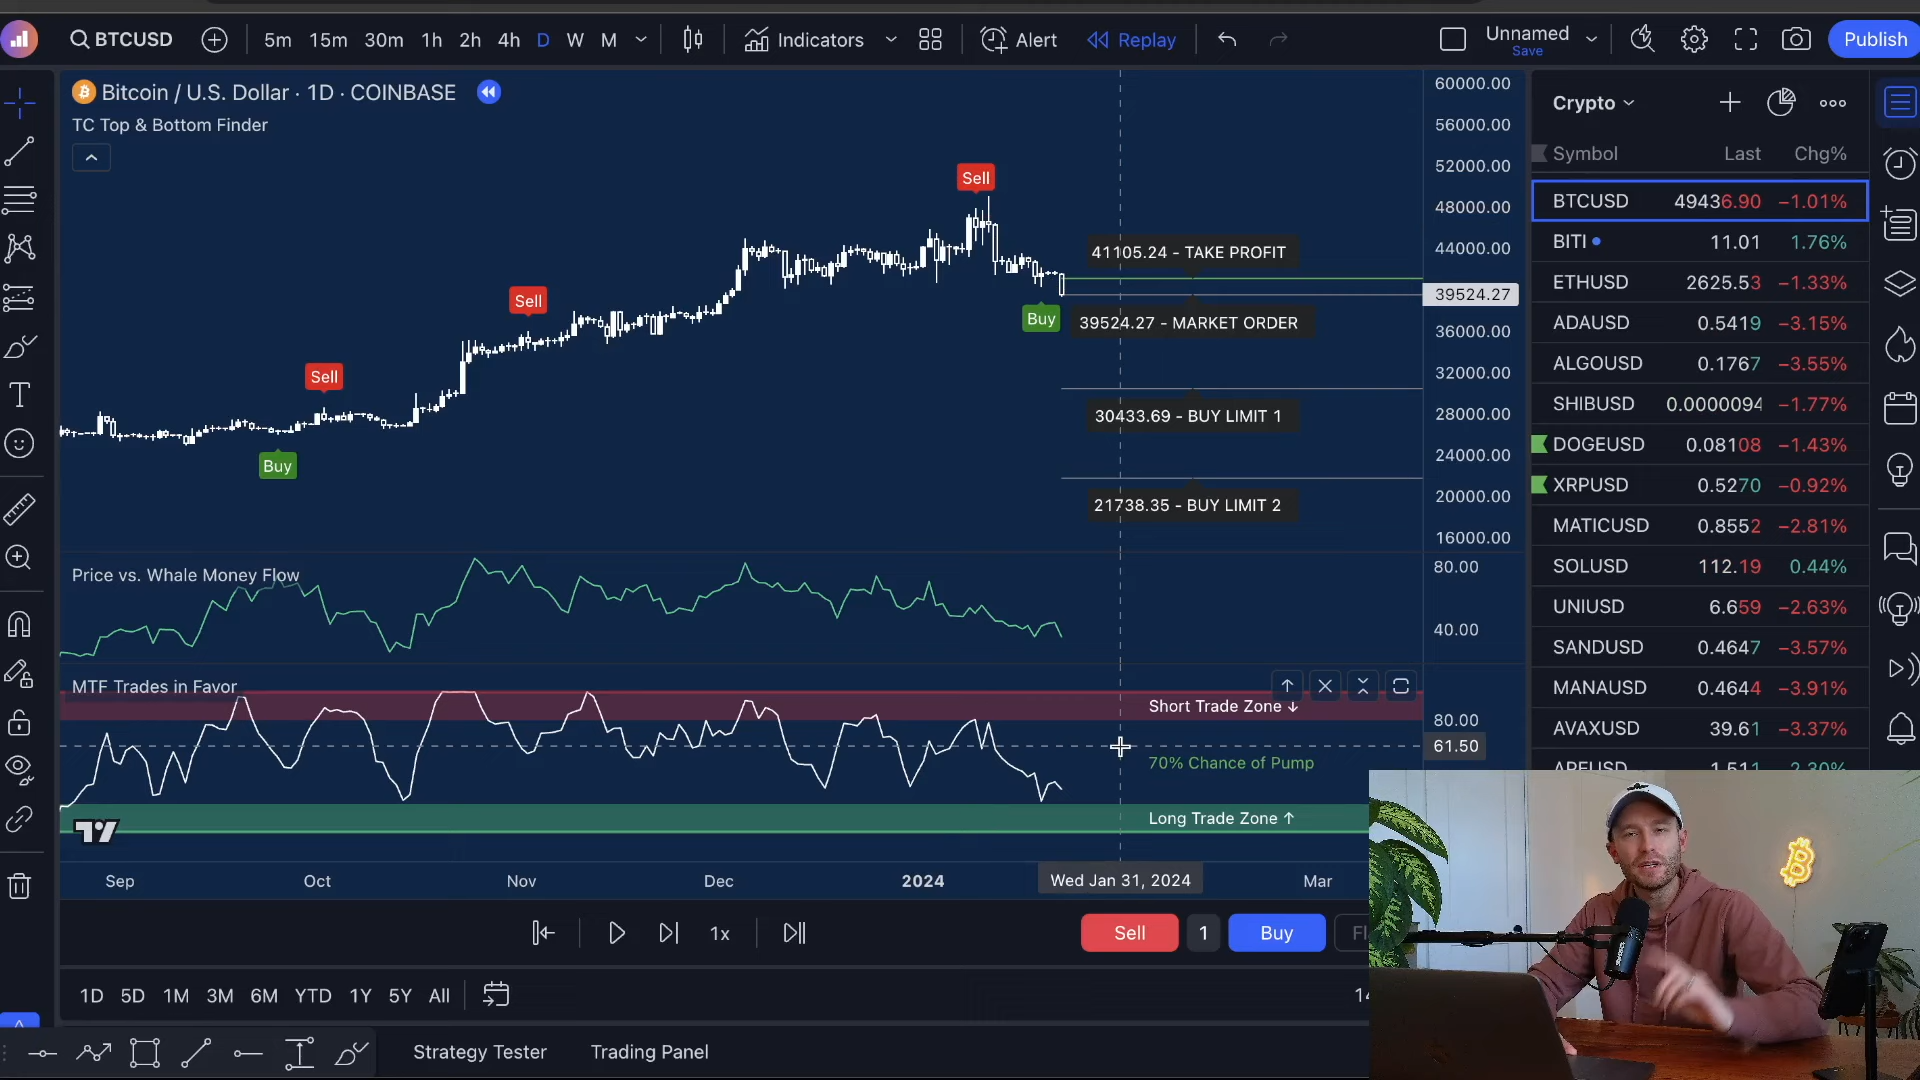 BTCUSD
5m 15m 30m 1h 2h 4h D W M
Indicators
Alert
Replay
Unnamed
Save
Publish
Bitcoin / U.S. Dollar · 1D · COINBASE
TC Top & Bottom Finder
60000.00
56000.00
52000.00
48000.00
44000.00
39524.27
36000.00
32000.00
28000.00
24000.00
20000.00
16000.00
Sell
Sell
Sell
Buy
Buy
41105.24 - TAKE PROFIT
39524.27 - MARKET ORDER
30433.69 - BUY LIMIT 1
21738.35 - BUY LIMIT 2
Price vs. Whale Money Flow
80.00
40.00
MTF Trades in Favor
Short Trade Zone ↓
80.00
61.50
70% Chance of Pump
Long Trade Zone ↑
Sep Oct Nov Dec 2024 Wed Jan 31, 2024 Mar
1x
Sell 1 Buy
1D 5D 1M 3M 6M YTD 1Y 5Y All
Strategy Tester Trading Panel
Crypto
Symbol Last Chg%
BTCUSD 49436.90 −1.01%
BITI 11.01 1.76%
ETHUSD 2625.53 −1.33%
ADAUSD 0.5419 −3.15%
ALGOUSD 0.1767 −3.55%
SHIBUSD 0.0000094 −1.77%
DOGEUSD 0.08108 −1.43%
XRPUSD 0.5270 −0.92%
MATICUSD 0.8552 −2.81%
SOLUSD 112.19 0.44%
UNIUSD 6.659 −2.63%
SANDUSD 0.4647 −3.57%
MANAUSD 0.4644 −3.91%
AVAXUSD 39.61 −3.37%